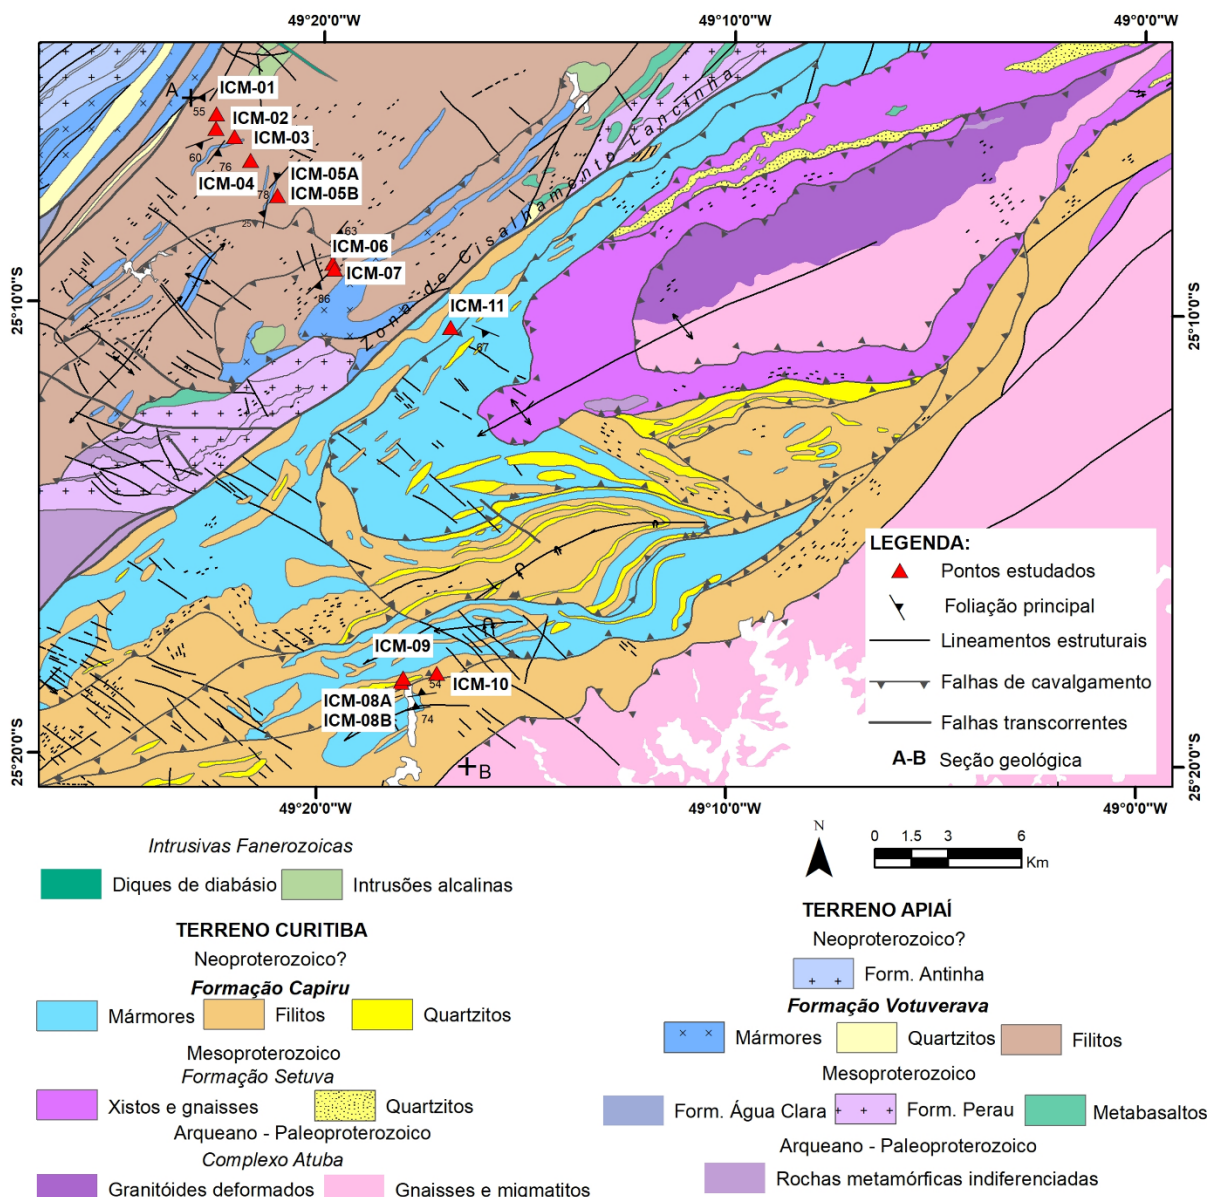 49°20'0"W
49°10'0"W
49°0'0"W
A
ICM-01
55
ICM-02
ICM-03
60
76
ICM-04
ICM-05A
ICM-05B
78
25
63
ICM-06
ICM-07
86
Zona de Cisalhamento Lancinha
ICM-11
67
25°10'0"S
25°10'0"S
ICM-09
ICM-10
54
ICM-08A
ICM-08B
74
B
25°20'0"S
25°20'0"S
LEGENDA:
Pontos estudados
Foliação principal
Lineamentos estruturais
Falhas de cavalgamento
Falhas transcorrentes
A-B Seção geológica
49°20'0"W
49°10'0"W
49°0'0"W
N
0 1.5 3 6
Km
Intrusivas Fanerozoicas
Diques de diabásio
Intrusões alcalinas
TERRENO CURITIBA
Neoproterozoico?
Formação Capiru
Mármores
Filitos
Quartzitos
Mesoproterozoico
Formação Setuva
Xistos e gnaisses
Quartzitos
Arqueano - Paleoproterozoico
Complexo Atuba
Granitóides deformados
Gnaisses e migmatitos
TERRENO APIAÍ
Neoproterozoico?
Form. Antinha
Formação Votuverava
Mármores
Quartzitos
Filitos
Mesoproterozoico
Form. Água Clara
Form. Perau
Metabasaltos
Arqueano - Paleoproterozoico
Rochas metamórficas indiferenciadas